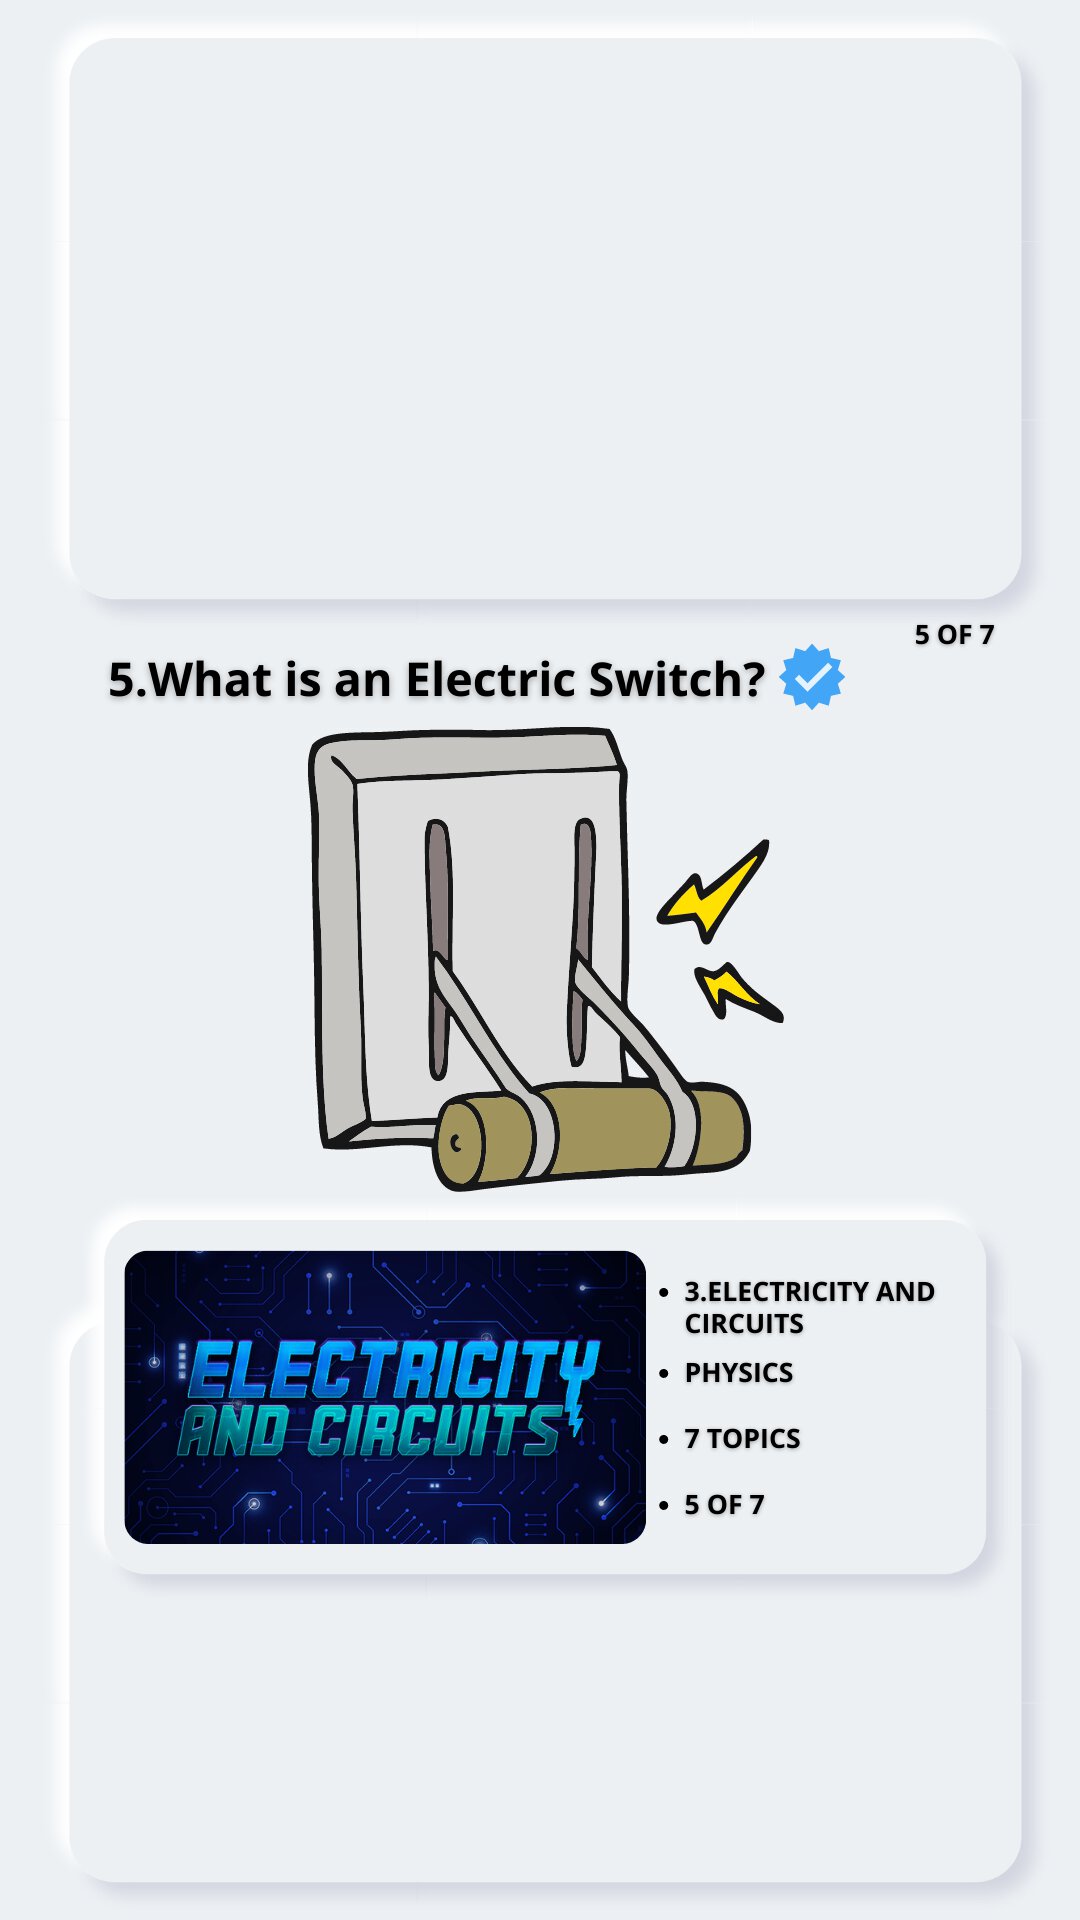 5 OF 7
5.What is an Electric Switch?
ELECTRICITY
AND CIRCUITS
3.ELECTRICITY AND
CIRCUITS
PHYSICS
7 TOPICS
5 OF 7